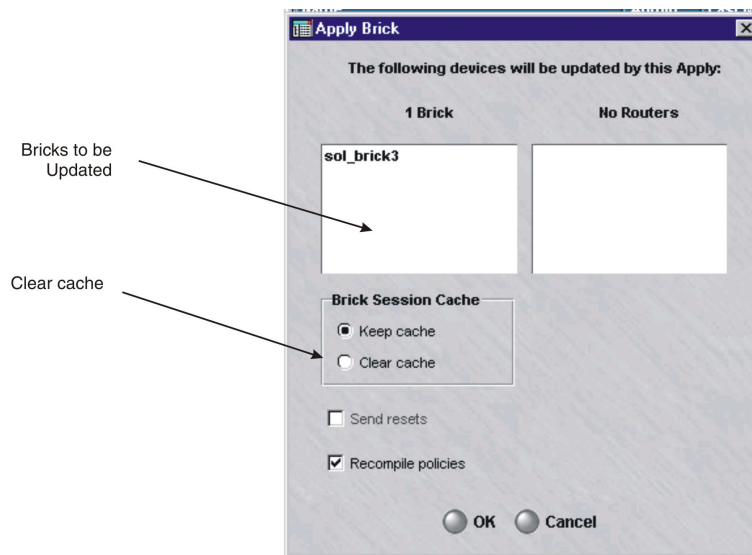 Apply Brick
The following devices will be updated by this Apply:
1 Brick
No Routers
sol_brick3
Bricks to be
Updated
Clear cache
Brick Session Cache
Keep cache
Clear cache
Send resets
Recompile policies
OK
Cancel